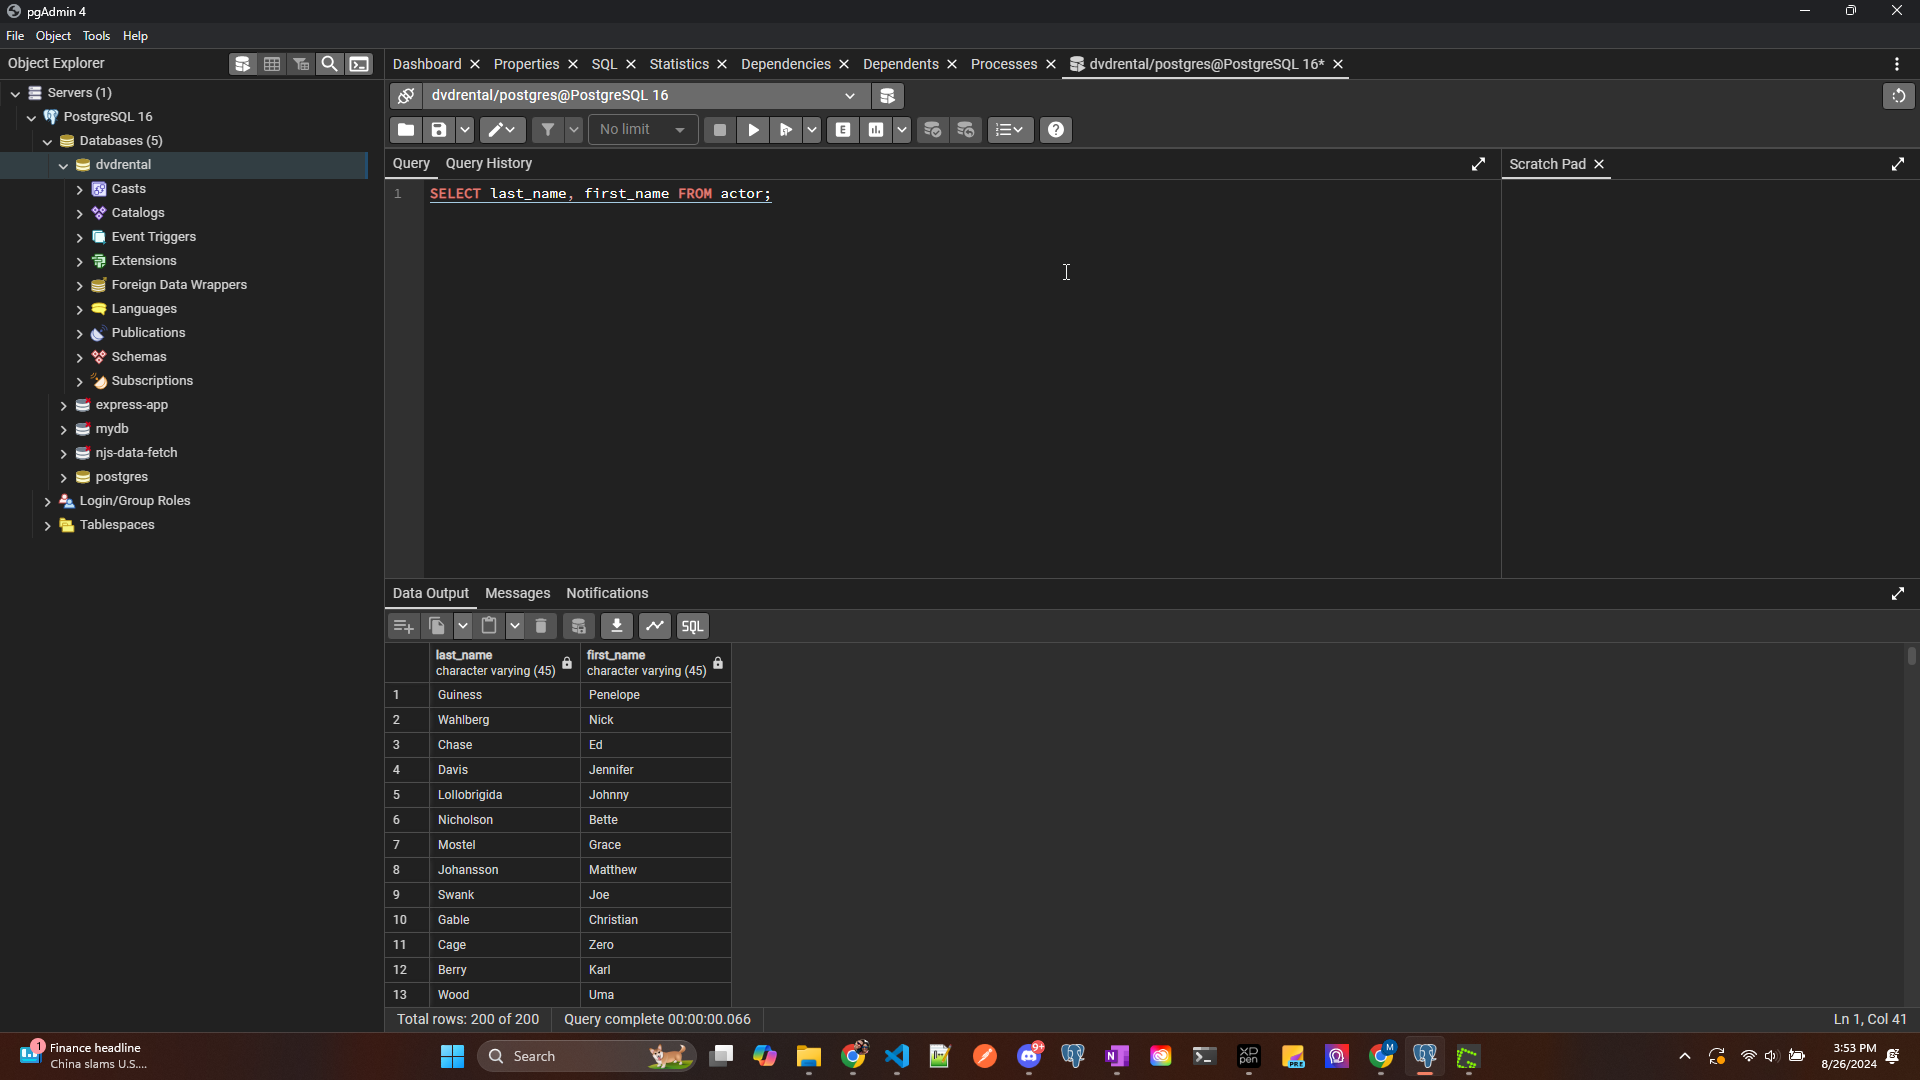 pgAdmin 4
File Object Tools Help
Object Explorer
Dashboard Properties SQL Statistics Dependencies Dependents Processes dvdrental/postgres@PostgreSQL 16*
Servers (1)
PostgreSQL 16
Databases (5)
dvdrental
Casts
Catalogs
Event Triggers
Extensions
Foreign Data Wrappers
Languages
Publications
Schemas
Subscriptions
express-app
mydb
njs-data-fetch
postgres
Login/Group Roles
Tablespaces
dvdrental/postgres@PostgreSQL 16
No limit
E
Query Query History
Scratch Pad
1 SELECT last_name, first_name FROM actor;
Data Output Messages Notifications
SQL
last_name first_name
character varying (45) character varying (45)
1 Guiness Penelope
2 Wahlberg Nick
3 Chase Ed
4 Davis Jennifer
5 Lollobrigida Johnny
6 Nicholson Bette
7 Mostel Grace
8 Johansson Matthew
9 Swank Joe
10 Gable Christian
11 Cage Zero
12 Berry Karl
13 Wood Uma
Total rows: 200 of 200 Query complete 00:00:00.066 Ln 1, Col 41
1 Finance headline
China slams U.S....
Search
9+
M
3:53 PM
8/26/2024